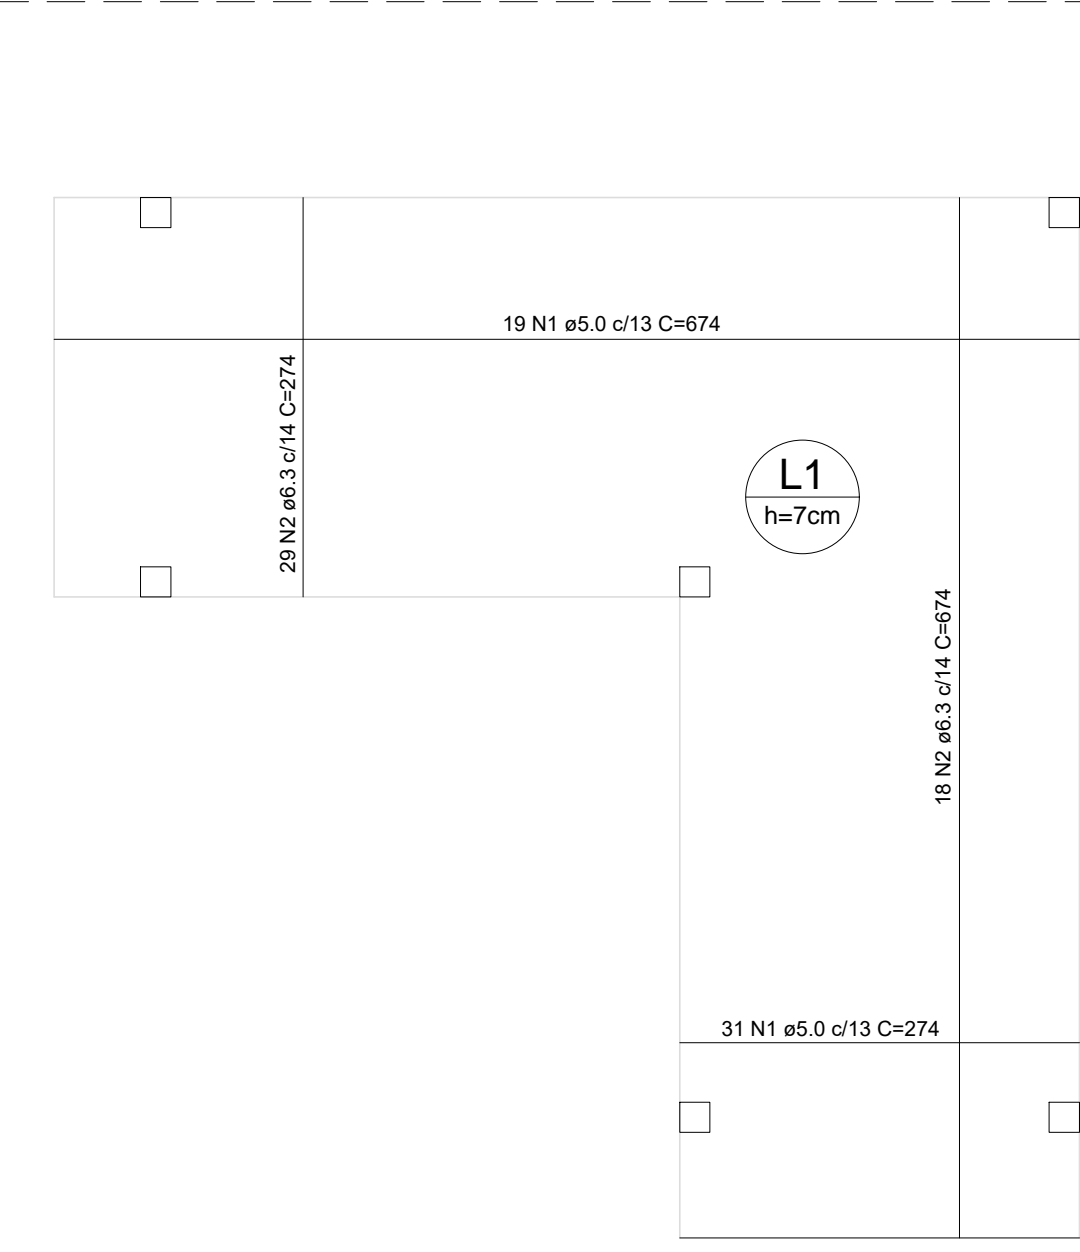 19 N1 ø5.0 c/13 C=674
29 N2 ø6.3 c/14 C=274
L1
h=7cm
18 N2 ø6.3 c/14 C=674
31 N1 ø5.0 c/13 C=274